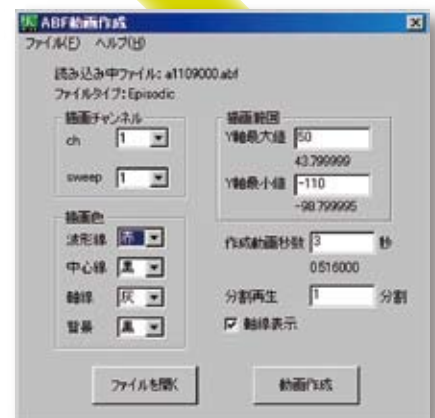 ABF動画作成
ファイル(E) ヘルプ(H)
読み込み中ファイル: a1109000.abf
ファイルタイプ: Episodic
描画チャンネル
ch 1
sweep 1
描画範囲
Y軸最大値 50
43.799999
Y軸最小値 -110
-98.799995
描画色
波形線 赤
中心線 黒
軸線 灰
背景 黒
作成動画秒数 3 秒
0.516000
分割再生 1 分割
軸線表示
ファイルを開く
動画作成